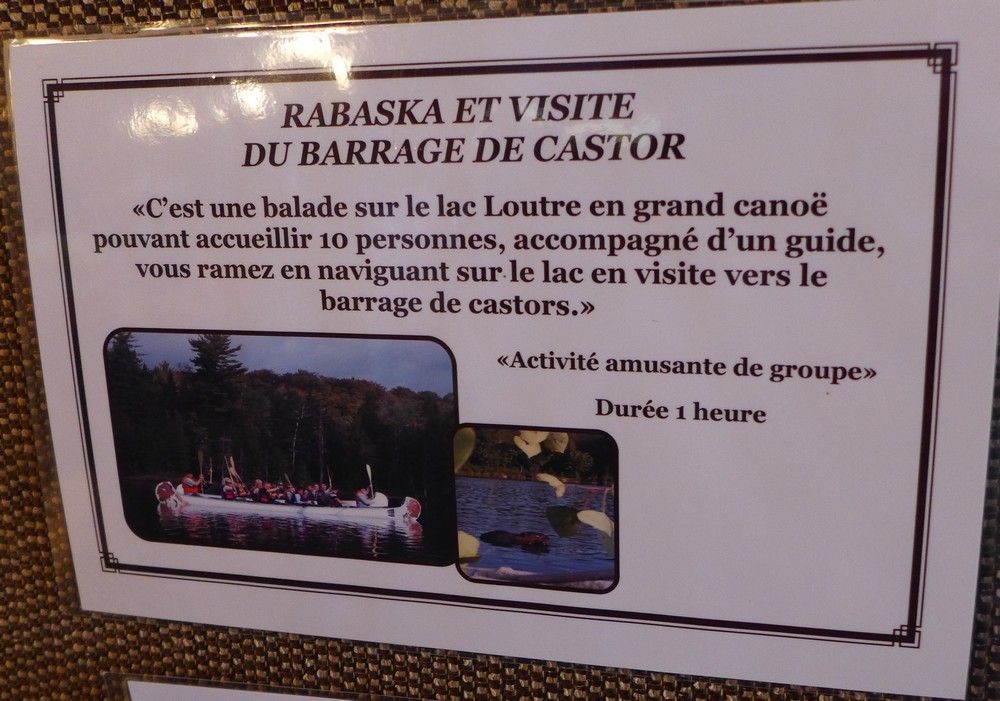 RABASKA ET VISITE
DU BARRAGE DE CASTOR
«C'est une balade sur le lac Loutre en grand canoë
pouvant accueillir 10 personnes, accompagné d'un guide,
vous ramez en naviguant sur le lac en visite vers le
barrage de castors.»
«Activité amusante de groupe»
Durée 1 heure